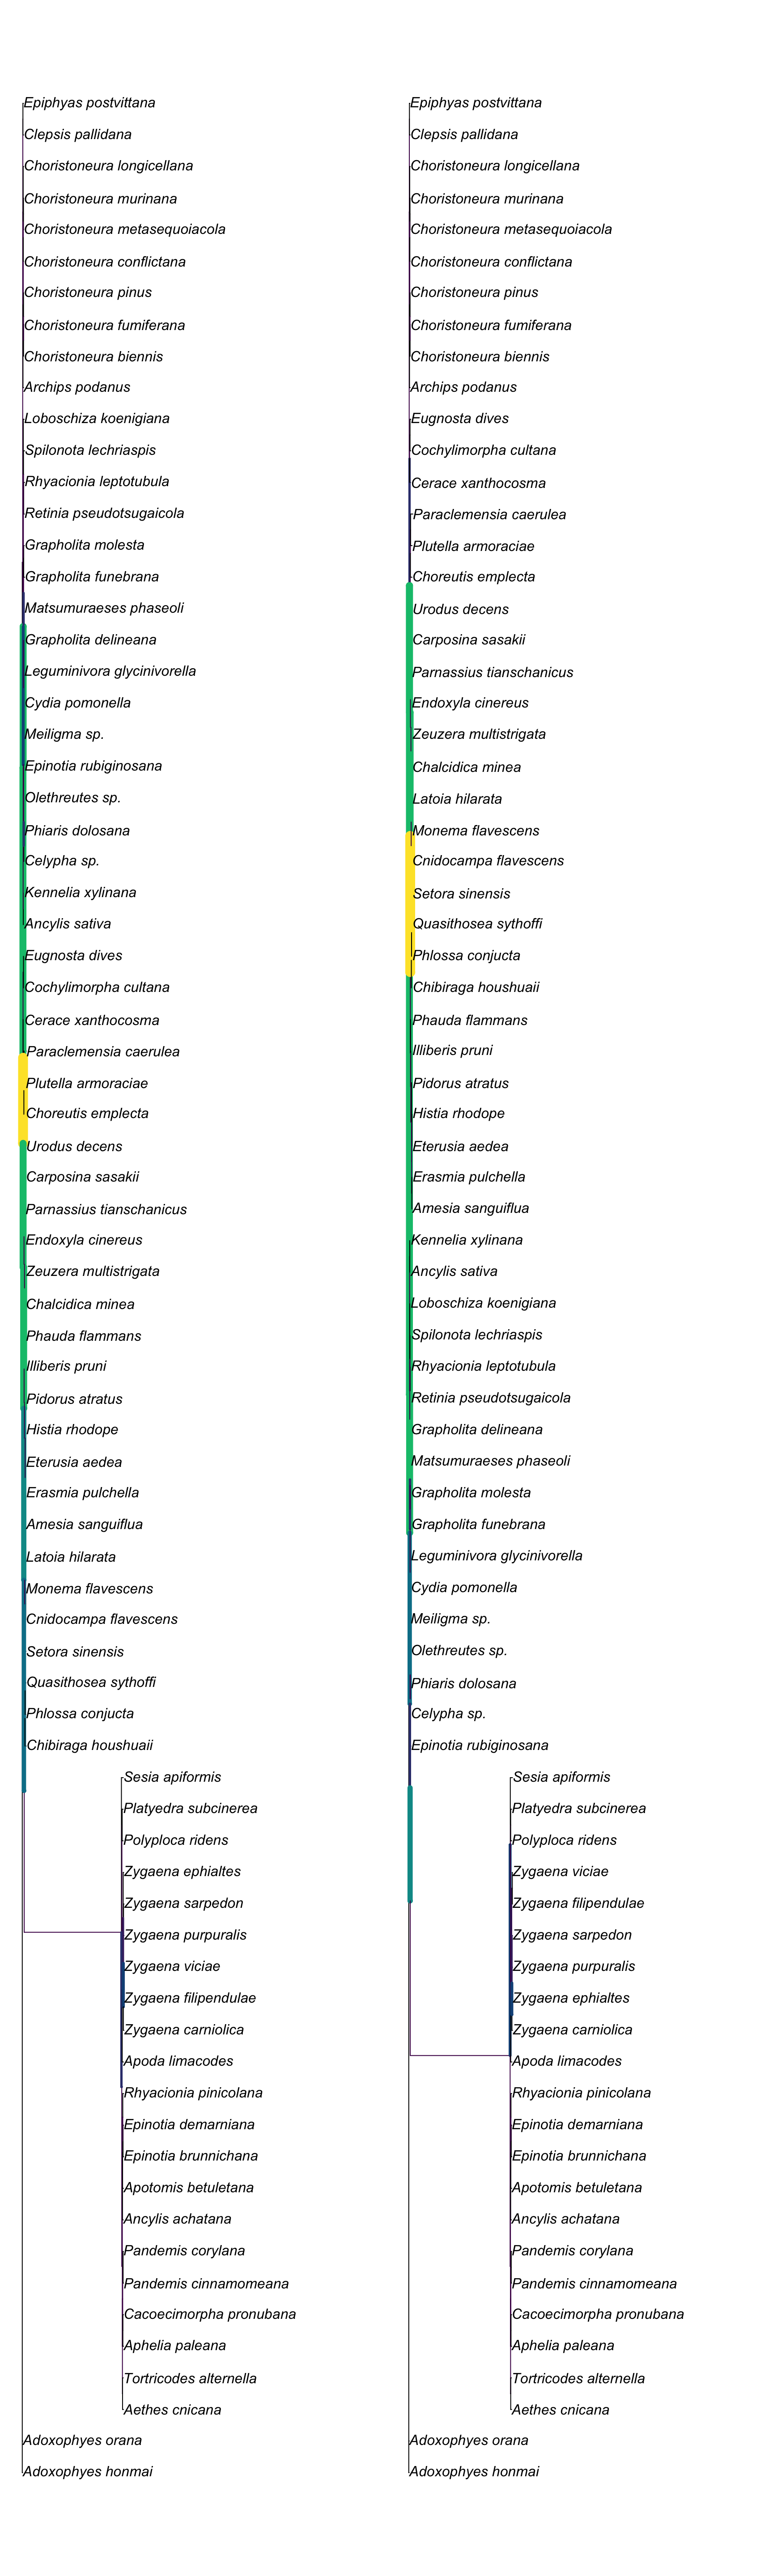 Epiphyas postvittana
Clepsis pallidana
Choristoneura longicellana
Choristoneura murinana
Choristoneura metasequoiacola
Choristoneura conflictana
Choristoneura pinus
Choristoneura fumiferana
Choristoneura biennis
Archips podanus
Loboschiza koenigiana
Spilonota lechriaspis
Rhyacionia leptotubula
Retinia pseudotsugaicola
Grapholita molesta
Grapholita funebrana
Matsumuraeses phaseoli
Grapholita delineana
Leguminivora glycinivorella
Cydia pomonella
Meiligma sp.
Epinotia rubiginosana
Olethreutes sp.
Phiaris dolosana
Celypha sp.
Kennelia xylinana
Ancylis sativa
Eugnosta dives
Cochylimorpha cultana
Cerace xanthocosma
Paraclemensia caerulea
Plutella armoraciae
Choreutis emplecta
Urodus decens
Carposina sasakii
Parnassius tianschanicus
Endoxyla cinereus
Zeuzera multistrigata
Chalcidica minea
Phauda flammans
Illiberis pruni
Pidorus atratus
Histia rhodope
Eterusia aedea
Erasmia pulchella
Amesia sanguiflua
Latoia hilarata
Monema flavescens
Cnidocampa flavescens
Setora sinensis
Quasithosea sythoffi
Phlossa conjucta
Chibiraga houshuaii
Sesia apiformis
Platyedra subcinerea
Polyploca ridens
Zygaena ephialtes
Zygaena sarpedon
Zygaena purpuralis
Zygaena viciae
Zygaena filipendulae
Zygaena carniolica
Apoda limacodes
Rhyacionia pinicolana
Epinotia demarniana
Epinotia brunnichana
Apotomis betuletana
Ancylis achatana
Pandemis corylana
Pandemis cinnamomeana
Cacoecimorpha pronubana
Aphelia paleana
Tortricodes alternella
Aethes cnicana
Adoxophyes orana
Adoxophyes honmai
Epiphyas postvittana
Clepsis pallidana
Choristoneura longicellana
Choristoneura murinana
Choristoneura metasequoiacola
Choristoneura conflictana
Choristoneura pinus
Choristoneura fumiferana
Choristoneura biennis
Archips podanus
Eugnosta dives
Cochylimorpha cultana
Cerace xanthocosma
Paraclemensia caerulea
Plutella armoraciae
Choreutis emplecta
Urodus decens
Carposina sasakii
Parnassius tianschanicus
Endoxyla cinereus
Zeuzera multistrigata
Chalcidica minea
Latoia hilarata
Monema flavescens
Cnidocampa flavescens
Setora sinensis
Quasithosea sythoffi
Phlossa conjucta
Chibiraga houshuaii
Phauda flammans
Illiberis pruni
Pidorus atratus
Histia rhodope
Eterusia aedea
Erasmia pulchella
Amesia sanguiflua
Kennelia xylinana
Ancylis sativa
Loboschiza koenigiana
Spilonota lechriaspis
Rhyacionia leptotubula
Retinia pseudotsugaicola
Grapholita delineana
Matsumuraeses phaseoli
Grapholita molesta
Grapholita funebrana
Leguminivora glycinivorella
Cydia pomonella
Meiligma sp.
Olethreutes sp.
Phiaris dolosana
Celypha sp.
Epinotia rubiginosana
Sesia apiformis
Platyedra subcinerea
Polyploca ridens
Zygaena viciae
Zygaena filipendulae
Zygaena sarpedon
Zygaena purpuralis
Zygaena ephialtes
Zygaena carniolica
Apoda limacodes
Rhyacionia pinicolana
Epinotia demarniana
Epinotia brunnichana
Apotomis betuletana
Ancylis achatana
Pandemis corylana
Pandemis cinnamomeana
Cacoecimorpha pronubana
Aphelia paleana
Tortricodes alternella
Aethes cnicana
Adoxophyes orana
Adoxophyes honmai